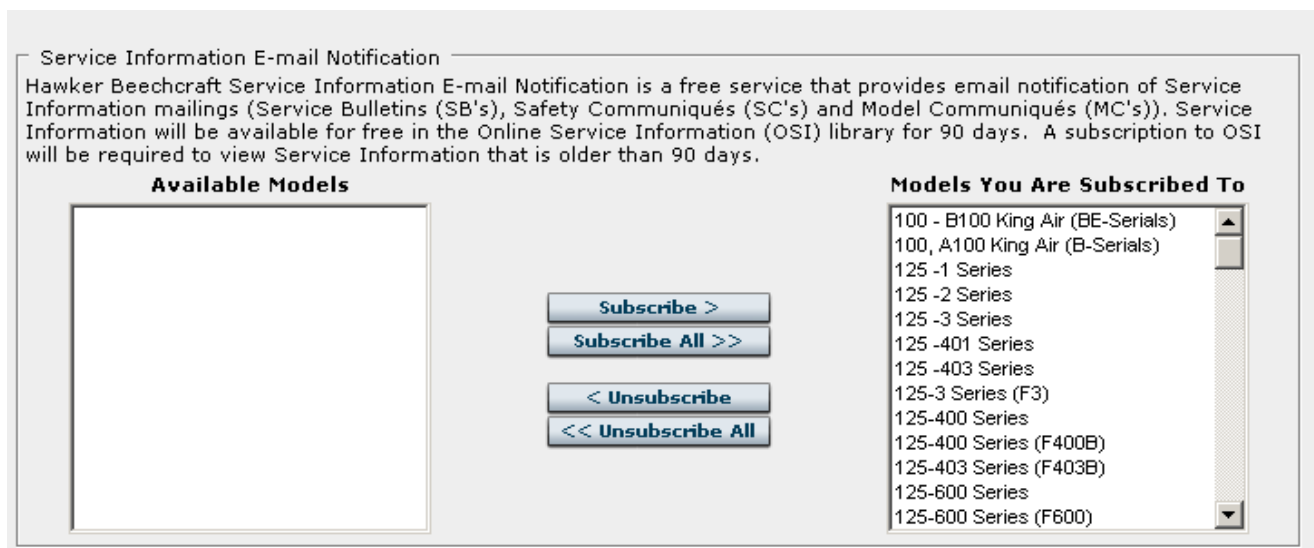 Service Information E-mail Notification
Hawker Beechcraft Service Information E-mail Notification is a free service that provides email notification of Service
Information mailings (Service Bulletins (SB's), Safety Communiqués (SC's) and Model Communiqués (MC's)). Service
Information will be available for free in the Online Service Information (OSI) library for 90 days. A subscription to OSI
will be required to view Service Information that is older than 90 days.
Available Models
Subscribe >
Subscribe All >>
< Unsubscribe
<< Unsubscribe All
Models You Are Subscribed To
100 - B100 King Air (BE-Serials)
100, A100 King Air (B-Serials)
125 -1 Series
125 -2 Series
125 -3 Series
125 -401 Series
125 -403 Series
125-3 Series (F3)
125-400 Series
125-400 Series (F400B)
125-403 Series (F403B)
125-600 Series
125-600 Series (F600)